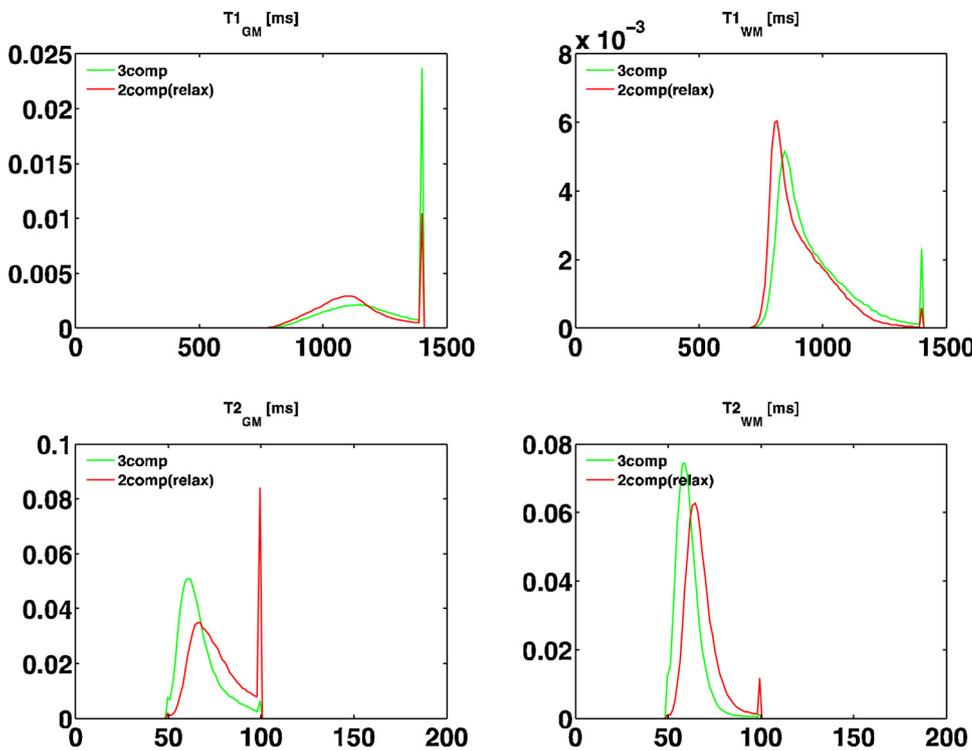 T1GM [ms]
0.025
0.02
0.015
0.01
0.005
0
3comp
2comp(relax)
0 500 1000 1500
T1WM [ms]
x 10−3
8
6
4
2
0
3comp
2comp(relax)
0 500 1000 1500
T2GM [ms]
0.1
0.08
0.06
0.04
0.02
0
3comp
2comp(relax)
0 50 100 150 200
T2WM [ms]
0.08
0.06
0.04
0.02
0
3comp
2comp(relax)
0 50 100 150 200